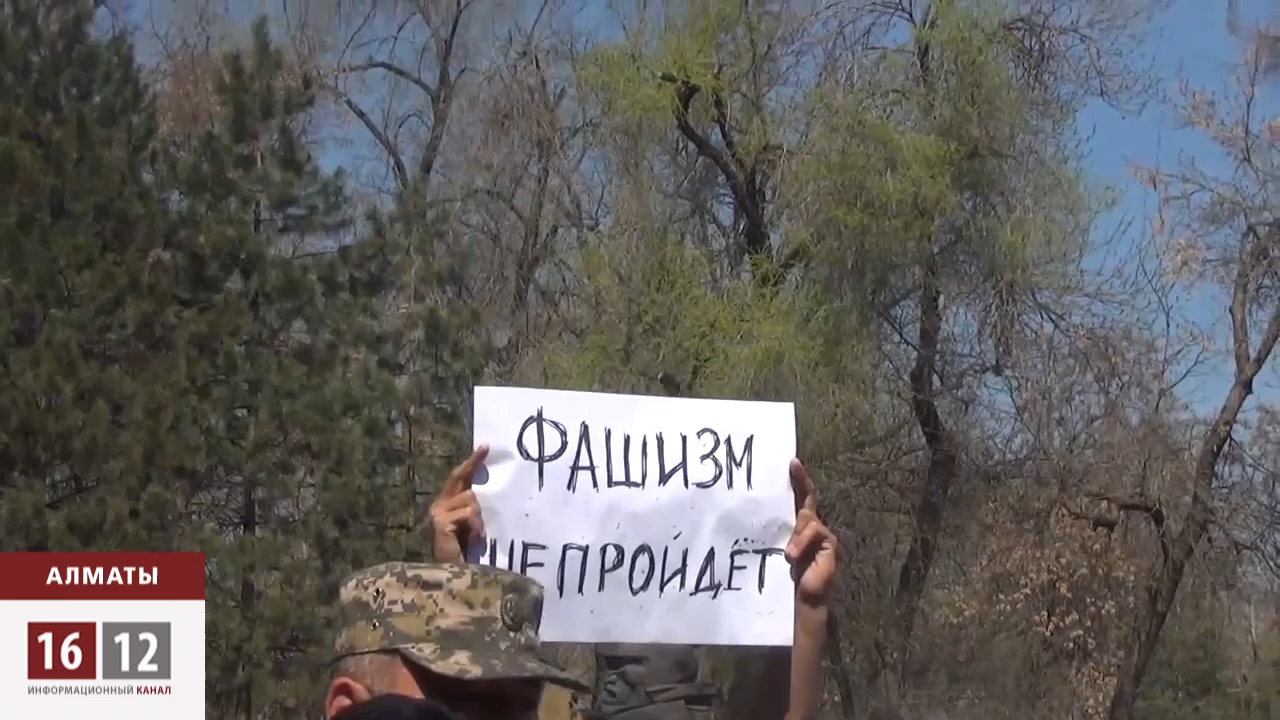 ФАШИЗМ
НЕ ПРОЙДЁТ
АЛМАТЫ
16 12
ИНФОРМАЦИОННЫЙ КАНАЛ